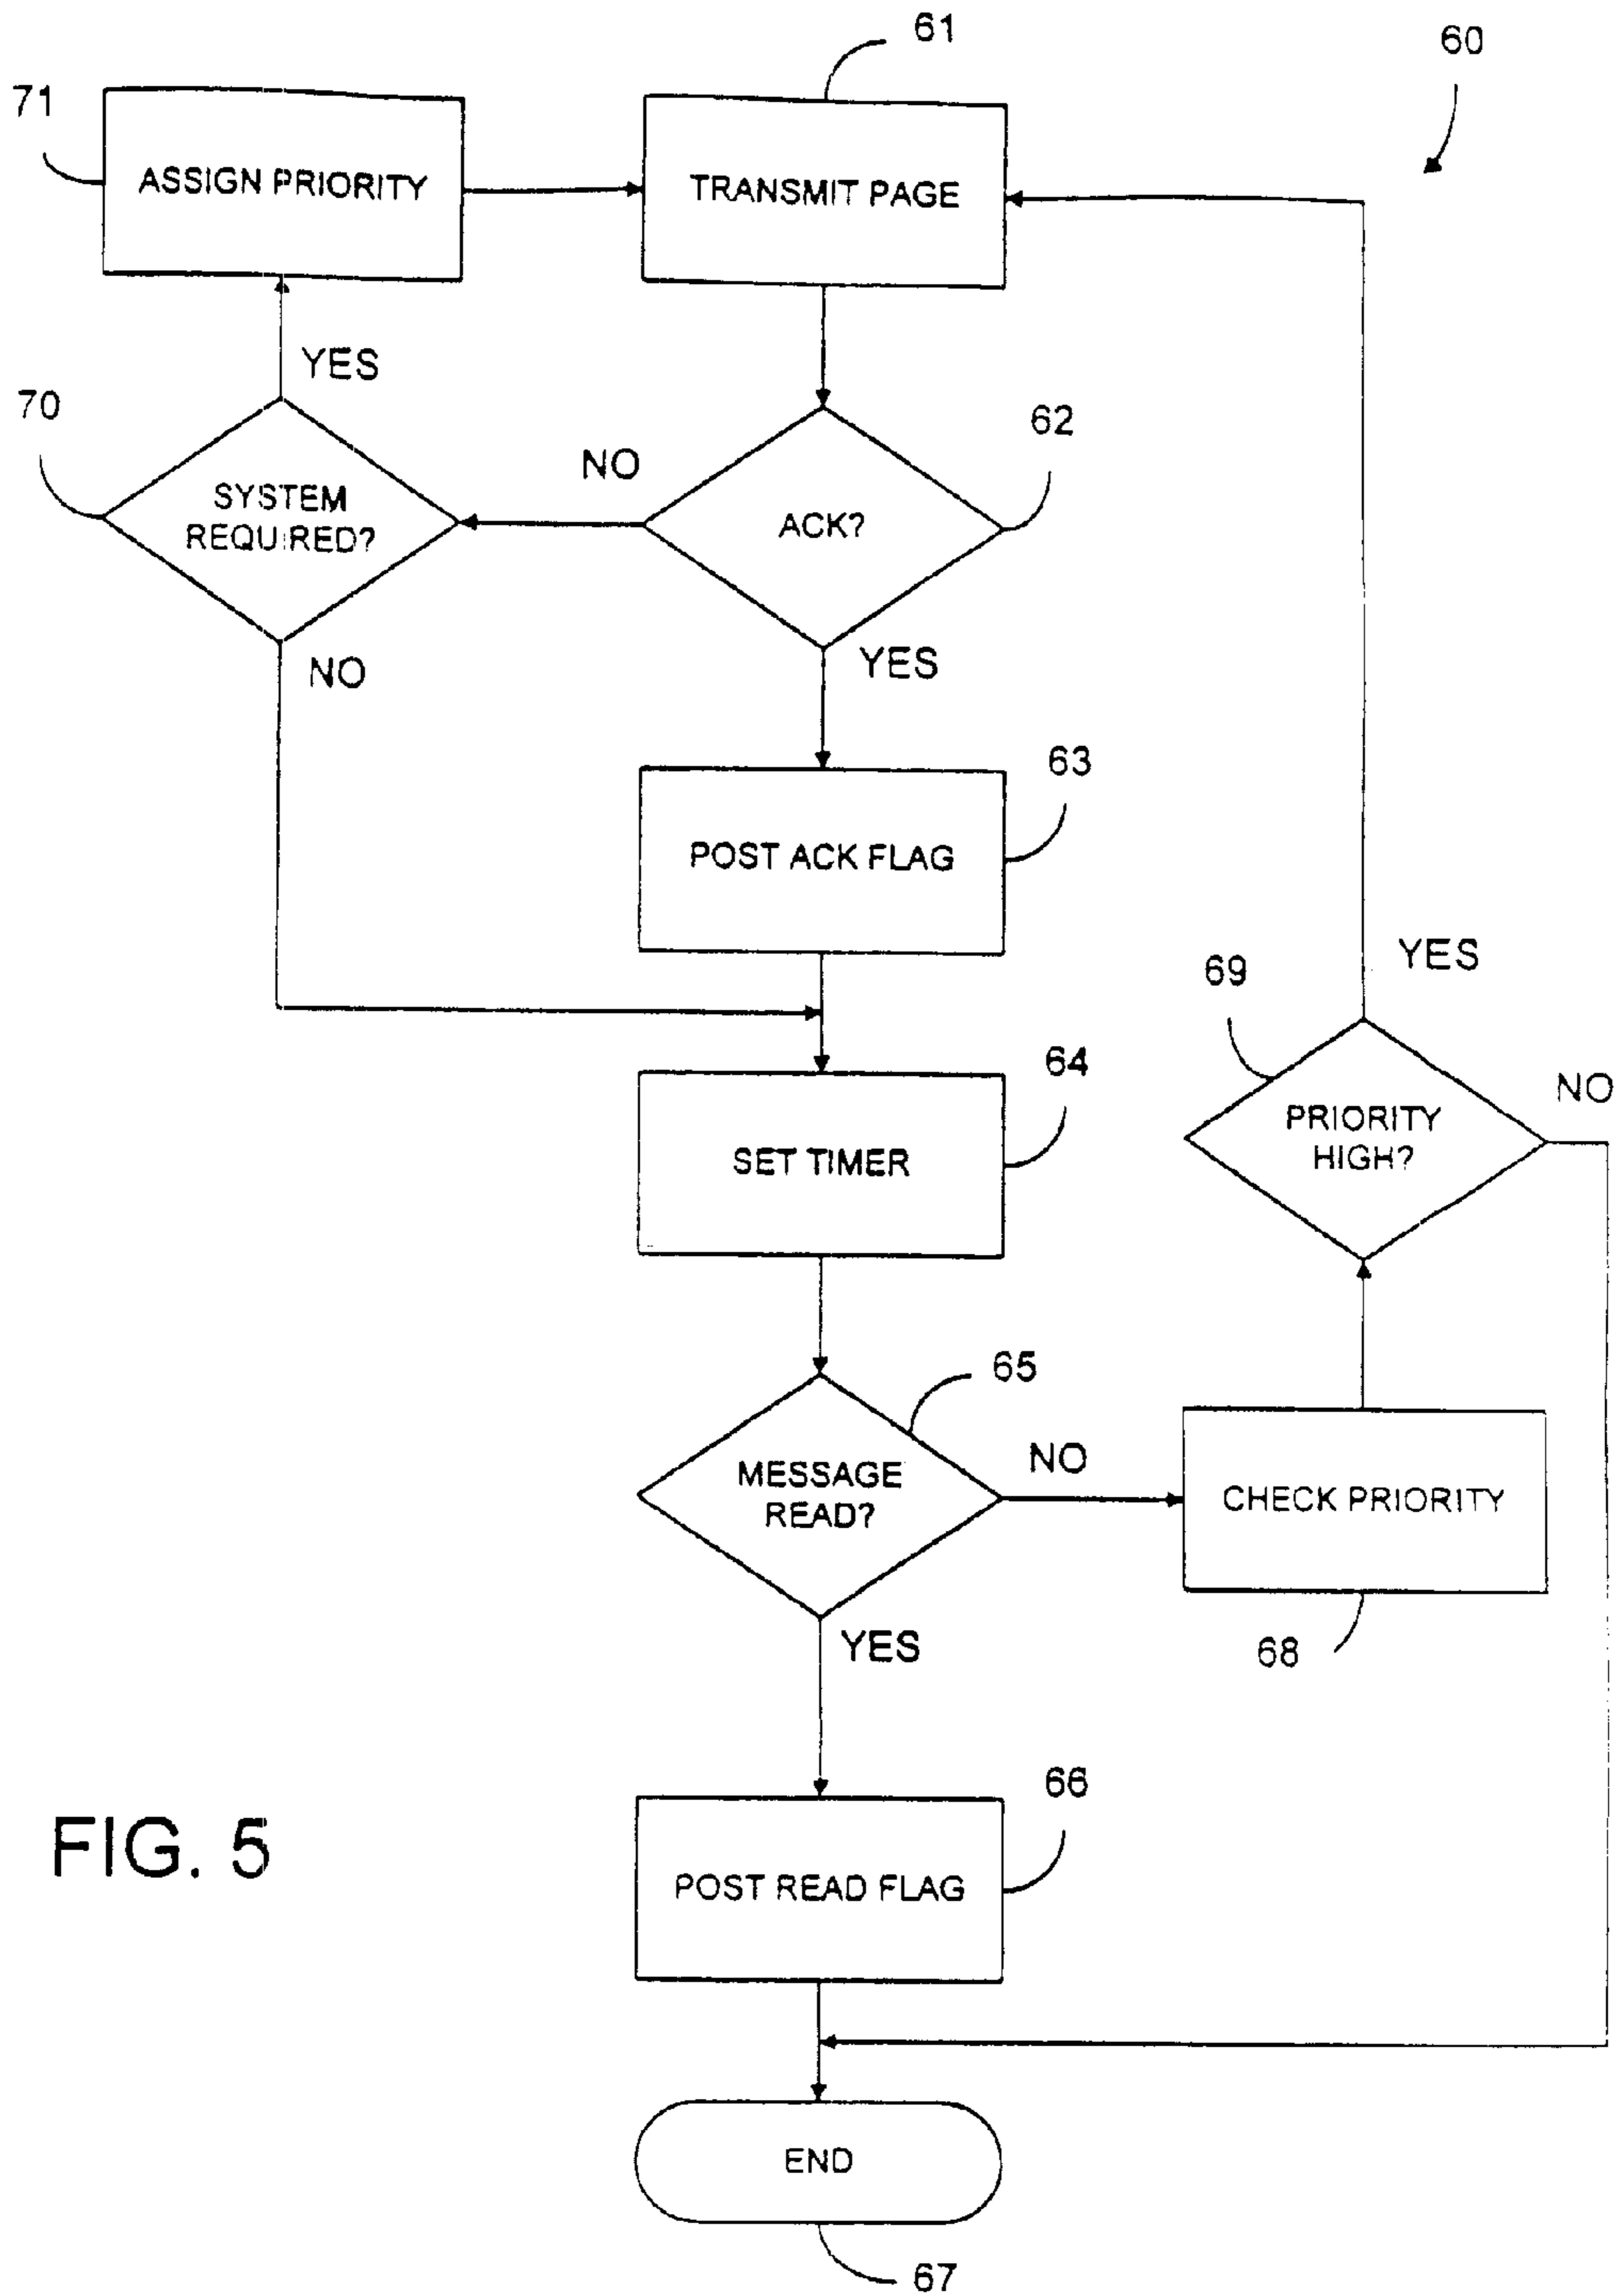 61
60
71
ASSIGN PRIORITY
TRANSMIT PAGE
YES
70
62
NO
SYSTEM
REQUIRED?
ACK?
NO
YES
63
POST ACK FLAG
YES
69
64
NO
PRIORITY
HIGH?
SET TIMER
65
NO
MESSAGE
READ?
CHECK PRIORITY
YES
68
66
FIG. 5
POST READ FLAG
END
67